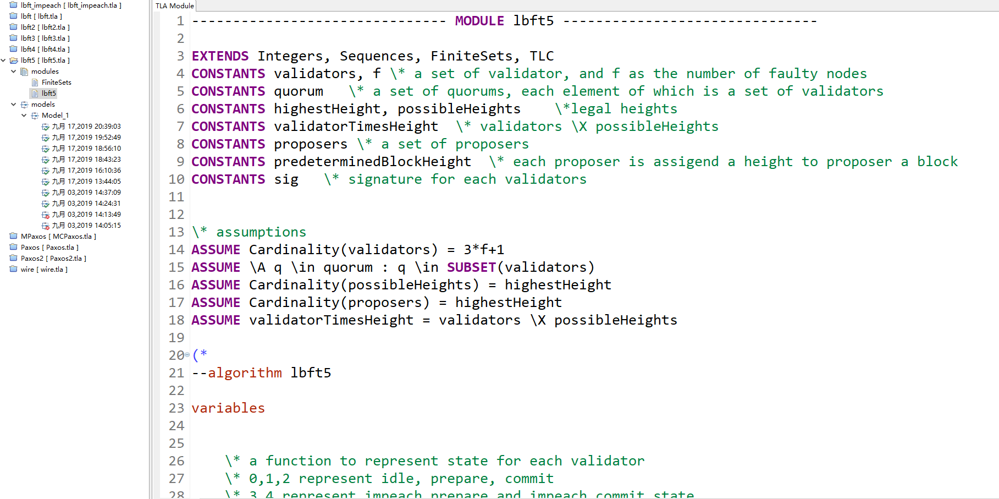 lbft_impeach [ lbft_impeach.tla ]
lbft [ lbft.tla ]
lbft2 [ lbft2.tla ]
lbft3 [ lbft3.tla ]
lbft4 [ lbft4.tla ]
lbft5 [ lbft5.tla ]
modules
FiniteSets
lbft5
models
Model_1
九月 17,2019 20:39:03
九月 17,2019 19:52:49
九月 17,2019 18:56:10
九月 17,2019 18:43:23
九月 17,2019 16:10:36
九月 17,2019 13:44:05
九月 03,2019 14:37:09
九月 03,2019 14:24:31
九月 03,2019 14:13:49
九月 03,2019 14:05:15
MPaxos [ MCPaxos.tla ]
Paxos [ Paxos.tla ]
Paxos2 [ Paxos2.tla ]
wire [ wire.tla ]
TLA Module
1 ------------------------------- MODULE lbft5 -------------------------------
2
3 EXTENDS Integers, Sequences, FiniteSets, TLC
4 CONSTANTS validators, f \* a set of validator, and f as the number of faulty nodes
5 CONSTANTS quorum   \* a set of quorums, each element of which is a set of validators
6 CONSTANTS highestHeight, possibleHeights    \*legal heights
7 CONSTANTS validatorTimesHeight  \* validators \X possibleHeights
8 CONSTANTS proposers \* a set of proposers
9 CONSTANTS predeterminedBlockHeight  \* each proposer is assigend a height to proposer a block
10 CONSTANTS sig   \* signature for each validators
11
12
13 \* assumptions
14 ASSUME Cardinality(validators) = 3*f+1
15 ASSUME \A q \in quorum : q \in SUBSET(validators)
16 ASSUME Cardinality(possibleHeights) = highestHeight
17 ASSUME Cardinality(proposers) = highestHeight
18 ASSUME validatorTimesHeight = validators \X possibleHeights
19
20 (*
21 --algorithm lbft5
22
23 variables
24
25
26     \* a function to represent state for each validator
27     \* 0,1,2 represent idle, prepare, commit
28     \* 3,4 represent impeach prepare and impeach commit state